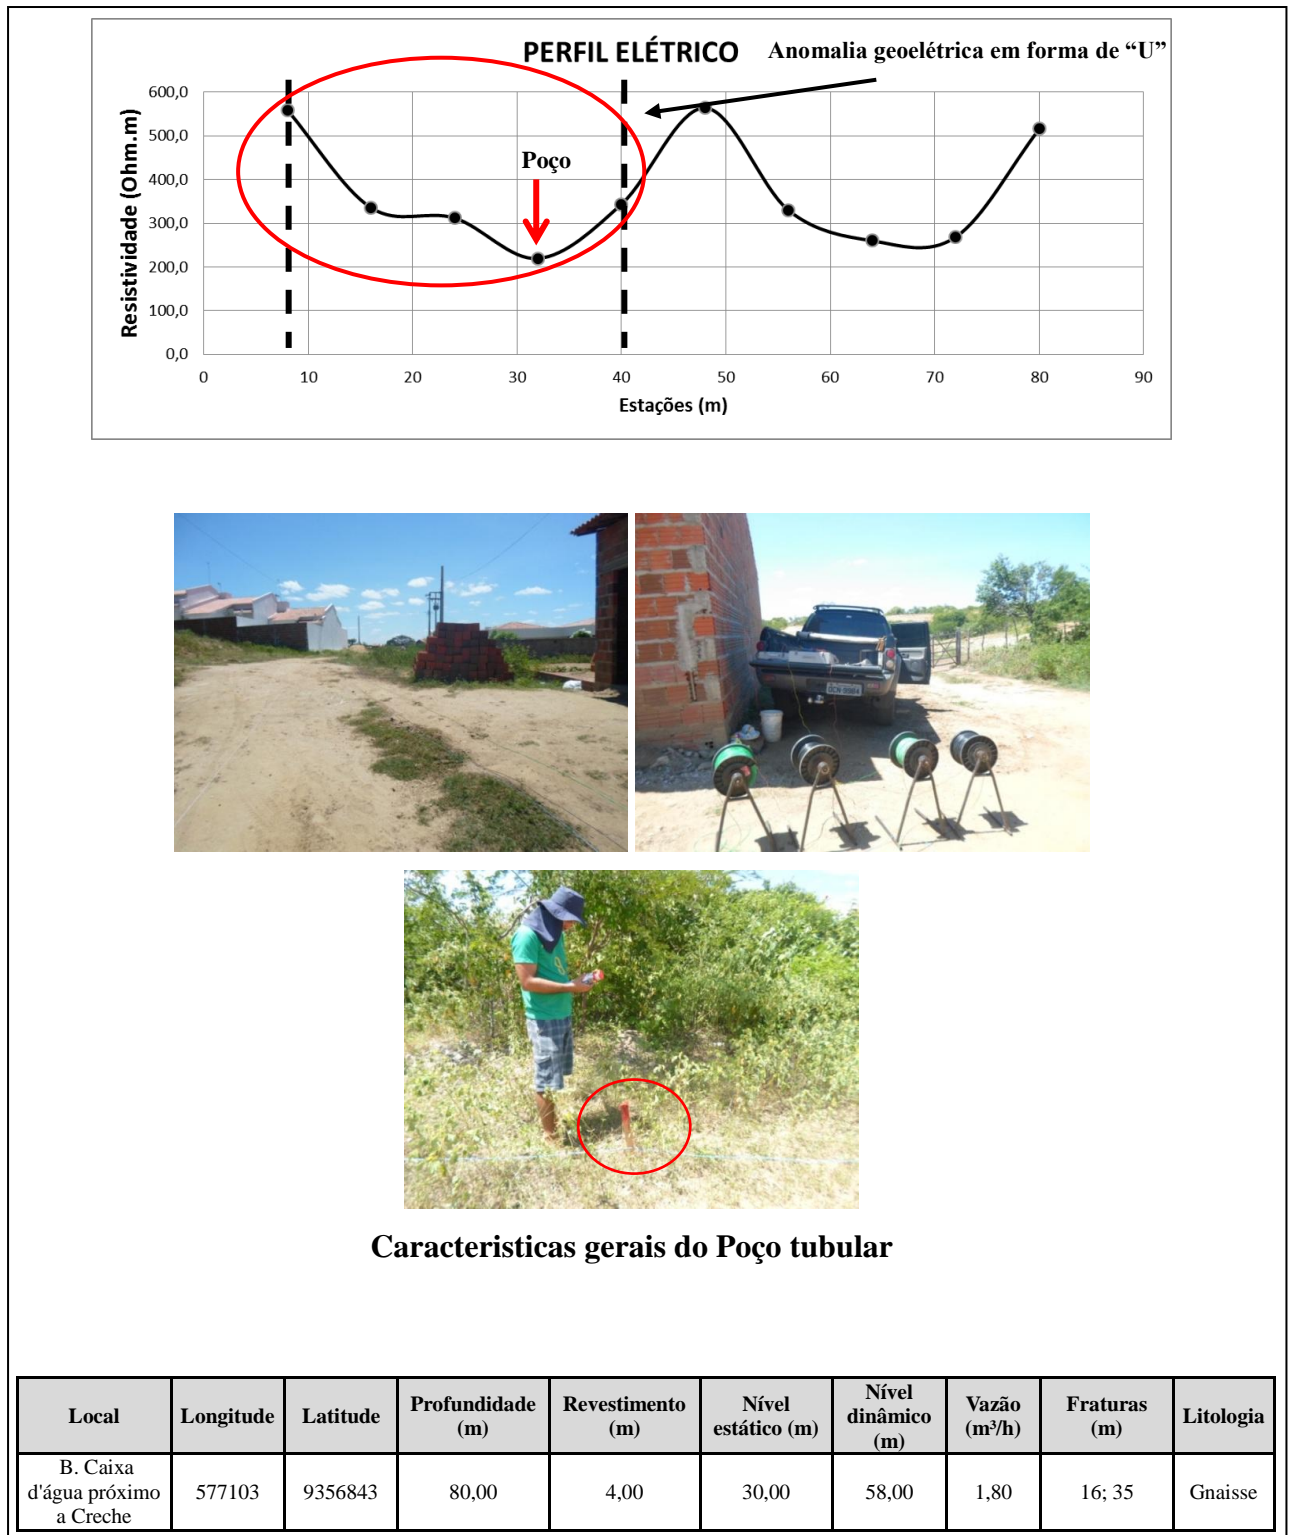 PERFIL ELÉTRICO
Anomalia geoelétrica em forma de “U”
Resistividade (Ohm.m)
600,0
500,0
400,0
300,0
200,0
100,0
0,0
Poço
0 10 20 30 40 50 60 70 80 90
Estações (m)
OCN 9984
Caracteristicas gerais do Poço tubular
Local Longitude Latitude Profundidade (m) Revestimento (m) Nível estático (m) Nível dinâmico (m) Vazão (m³/h) Fraturas (m) Litologia
B. Caixa d'água próximo a Creche 577103 9356843 80,00 4,00 30,00 58,00 1,80 16; 35 Gnaisse